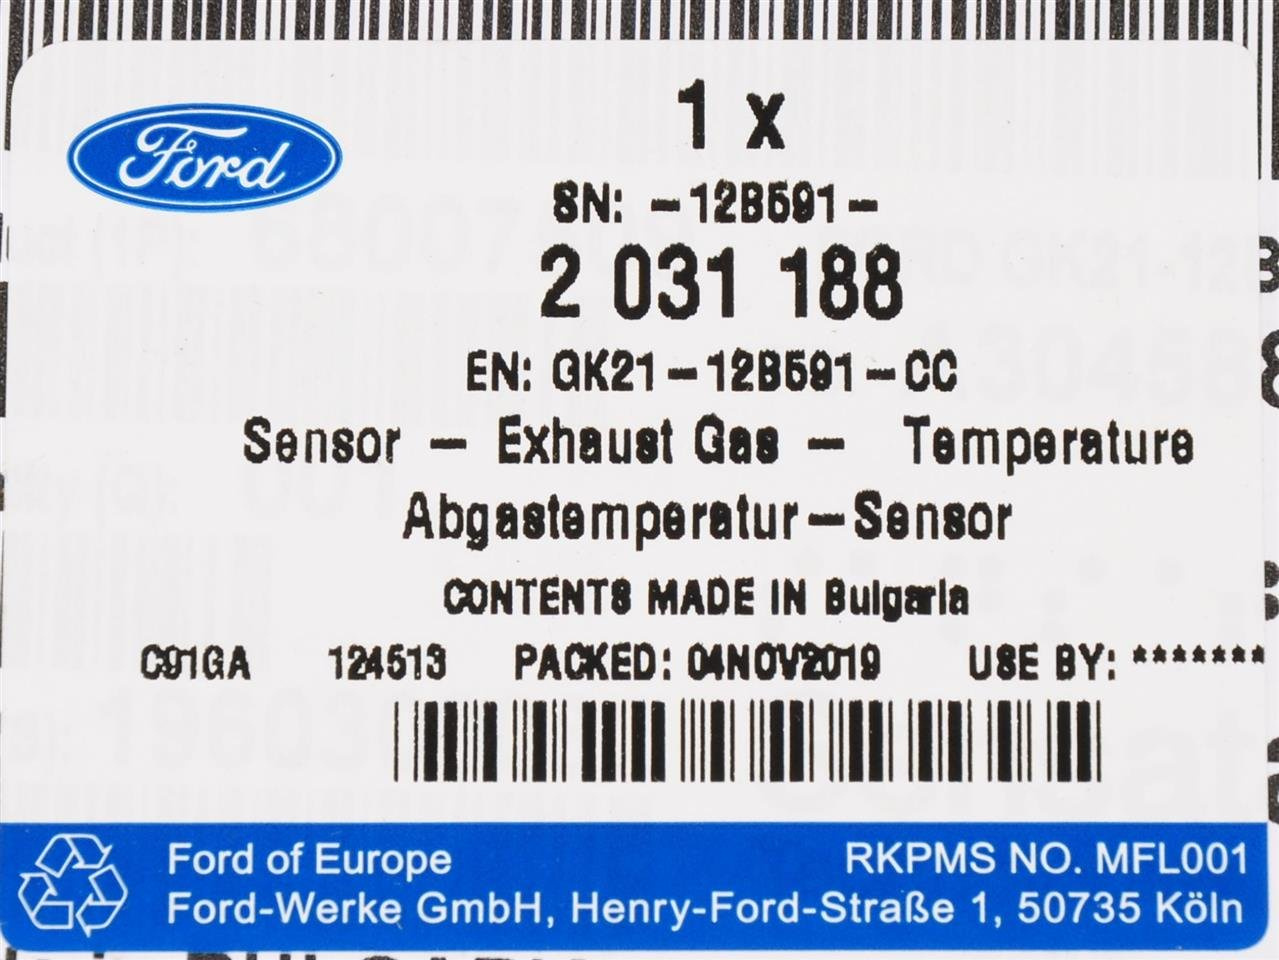 Ford
1 x
SN: -12B591-
2 031 188
EN: GK21-12B591-CC
Sensor - Exhaust Gas - Temperature
Abgastemperatur-Sensor
CONTENTS MADE IN Bulgaria
C91GA 124513 PACKED: 04NOV2019 USE BY: *******
Ford of Europe RKPMS NO. MFL001
Ford-Werke GmbH, Henry-Ford-Straße 1, 50735 Köln